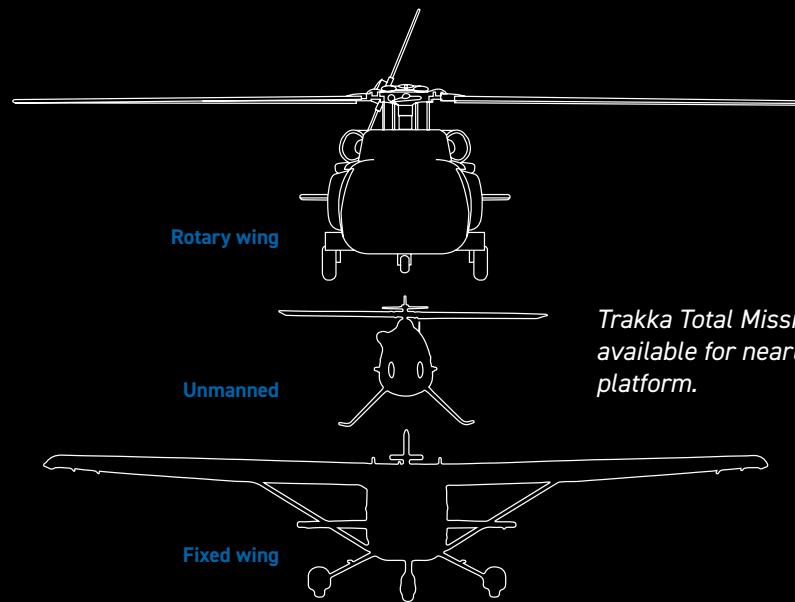 Rotary wing
Trakka Total
available for
platform.
Unmanned
Fixed wing